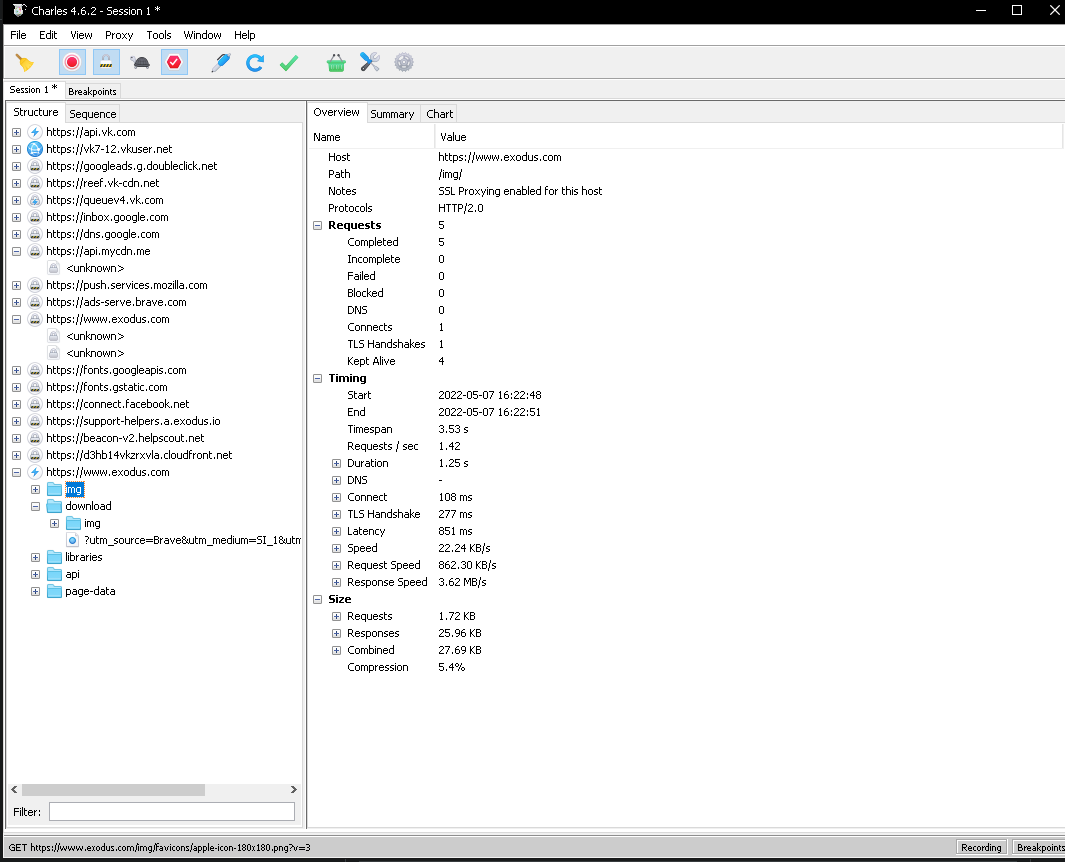 Charles 4.6.2 - Session 1 *
File Edit View Proxy Tools Window Help
Session 1 * Breakpoints
Structure Sequence
https://api.vk.com
https://vk7-12.vkuser.net
https://googleads.g.doubleclick.net
https://reef.vk-cdn.net
https://queuev4.vk.com
https://inbox.google.com
https://dns.google.com
https://api.mycdn.me
<unknown>
https://push.services.mozilla.com
https://ads-serve.brave.com
https://www.exodus.com
<unknown>
<unknown>
https://fonts.googleapis.com
https://fonts.gstatic.com
https://connect.facebook.net
https://support-helpers.a.exodus.io
https://beacon-v2.helpscout.net
https://d3hb14vkzrxvla.cloudfront.net
https://www.exodus.com
img
download
img
?utm_source=Brave&utm_medium=SI_1&utm
libraries
api
page-data
Filter:
Overview Summary Chart
Name Value
Host https://www.exodus.com
Path /img/
Notes SSL Proxying enabled for this host
Protocols HTTP/2.0
Requests 5
Completed 5
Incomplete 0
Failed 0
Blocked 0
DNS 0
Connects 1
TLS Handshakes 1
Kept Alive 4
Timing
Start 2022-05-07 16:22:48
End 2022-05-07 16:22:51
Timespan 3.53 s
Requests / sec 1.42
Duration 1.25 s
DNS -
Connect 108 ms
TLS Handshake 277 ms
Latency 851 ms
Speed 22.24 KB/s
Request Speed 862.30 KB/s
Response Speed 3.62 MB/s
Size
Requests 1.72 KB
Responses 25.96 KB
Combined 27.69 KB
Compression 5.4%
GET https://www.exodus.com/img/favicons/apple-icon-180x180.png?v=3 Recording Breakpoints